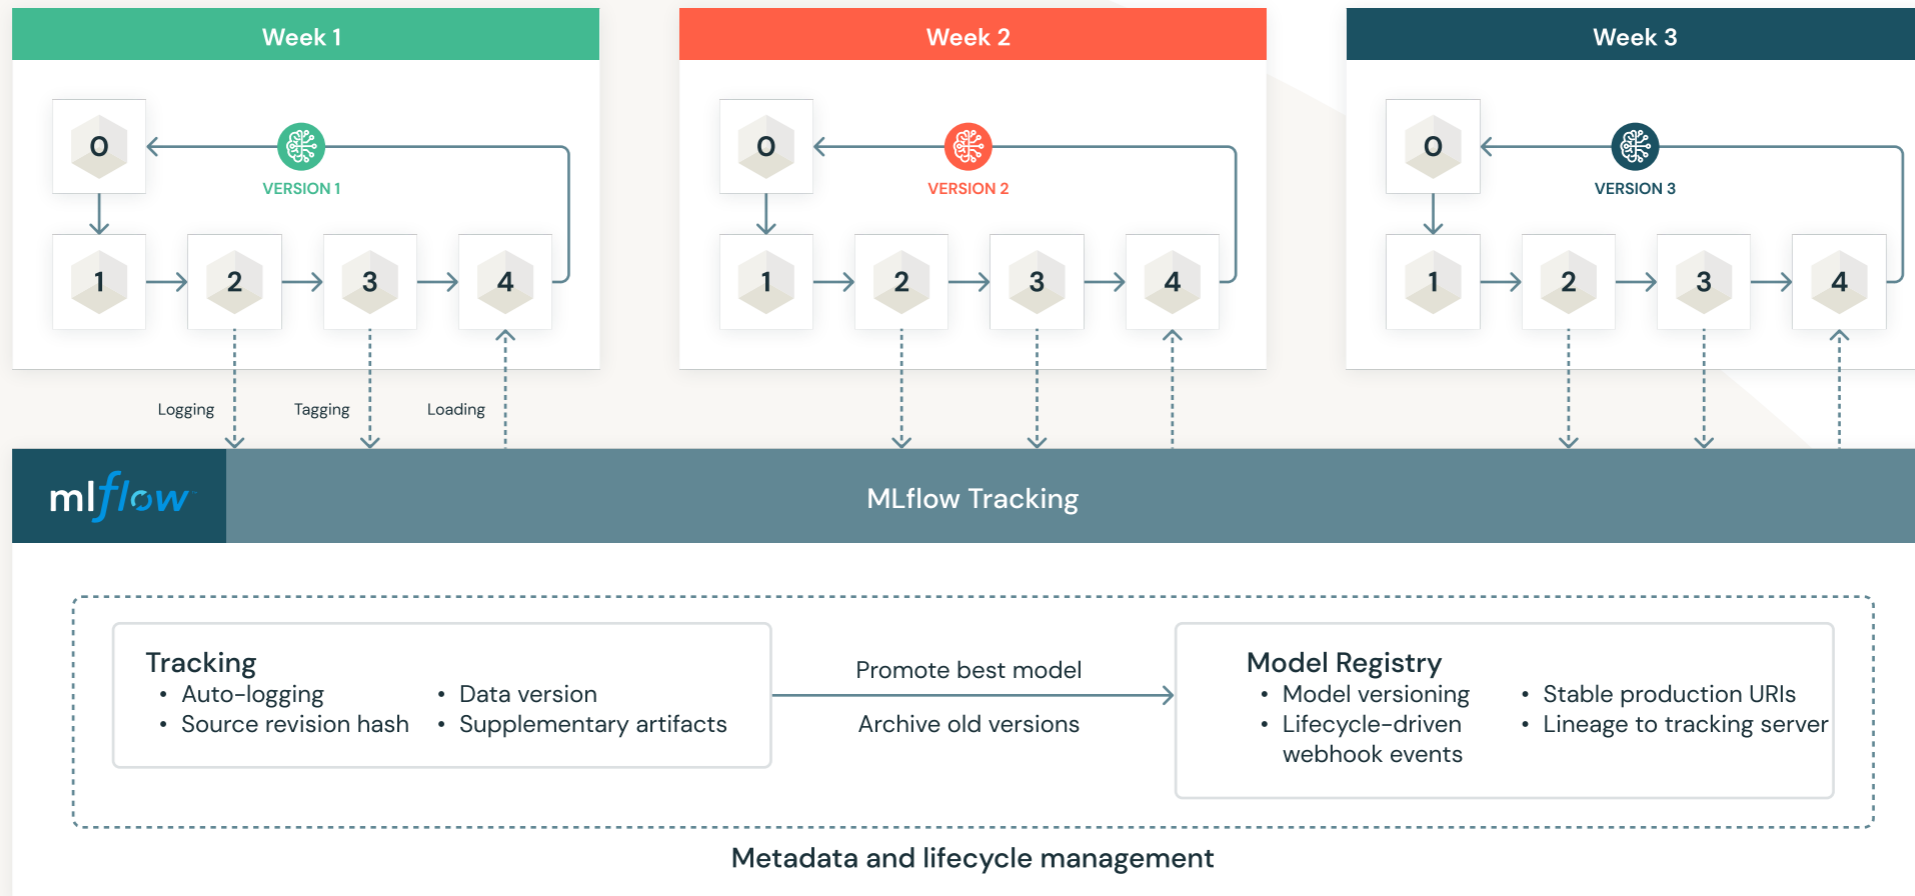 Week 1
Week 2
Week 3
0
VERSION 1
1
2
3
4
0
VERSION 2
1
2
3
4
0
VERSION 3
1
2
3
4
Logging
Tagging
Loading
mlflow
MLflow Tracking
Tracking
• Auto-logging
• Source revision hash
• Data version
• Supplementary artifacts
Promote best model
Archive old versions
Model Registry
• Model versioning
• Lifecycle-driven
webhook events
• Stable production URIs
• Lineage to tracking server
Metadata and lifecycle management